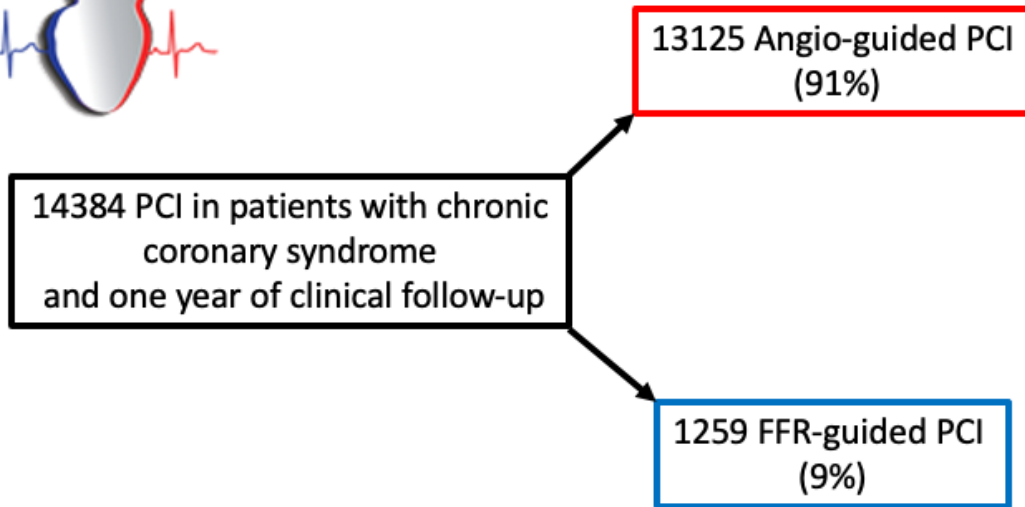 13125 Angio-guided PCI
(91%)
14384 PCI in patients with chronic
coronary syndrome
and one year of clinical follow-up
1259 FFR-guided PCI
(9%)